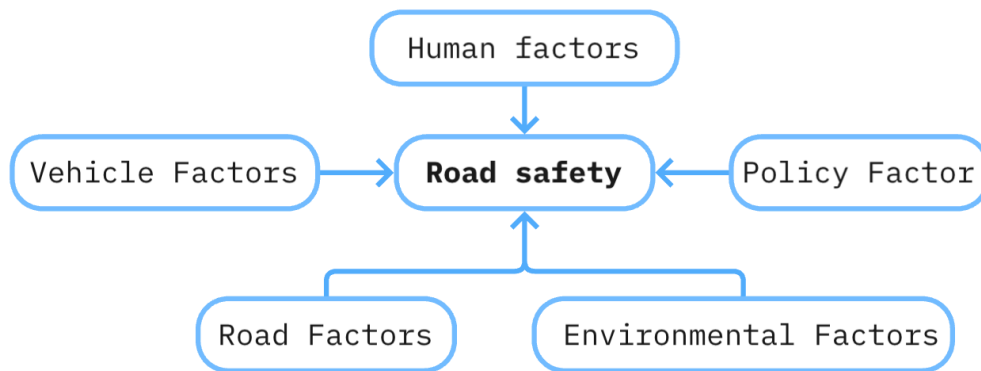 Human factors
Vehicle Factors
Road safety
Policy Factor
Road Factors
Environmental Factors